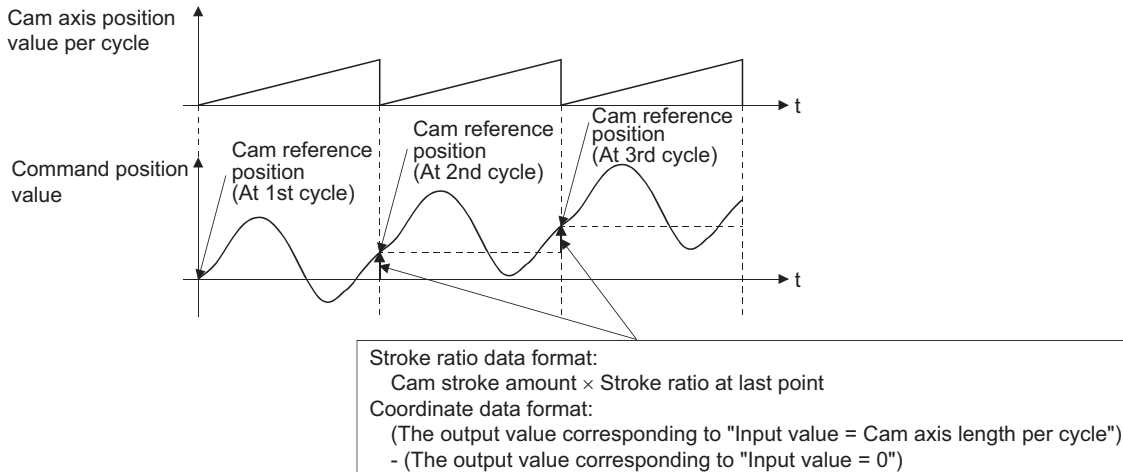 Cam axis position
value per cycle
t
Cam reference
position
(At 1st cycle)
Cam reference
position
(At 2nd cycle)
Cam reference
position
(At 3rd cycle)
Command position
value
t
Stroke ratio data format:
Cam stroke amount × Stroke ratio at last point
Coordinate data format:
(The output value corresponding to "Input value = Cam axis length per cycle")
- (The output value corresponding to "Input value = 0")